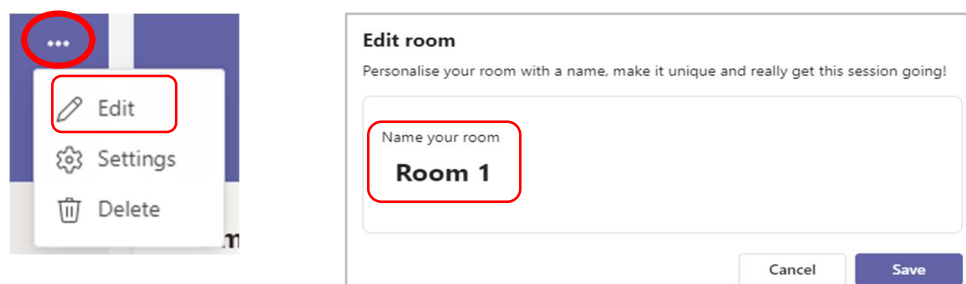 ...
Edit
Settings
Delete
Edit room
Personalise your room with a name, make it unique and really get this session going!
Name your room
Room 1
Cancel
Save